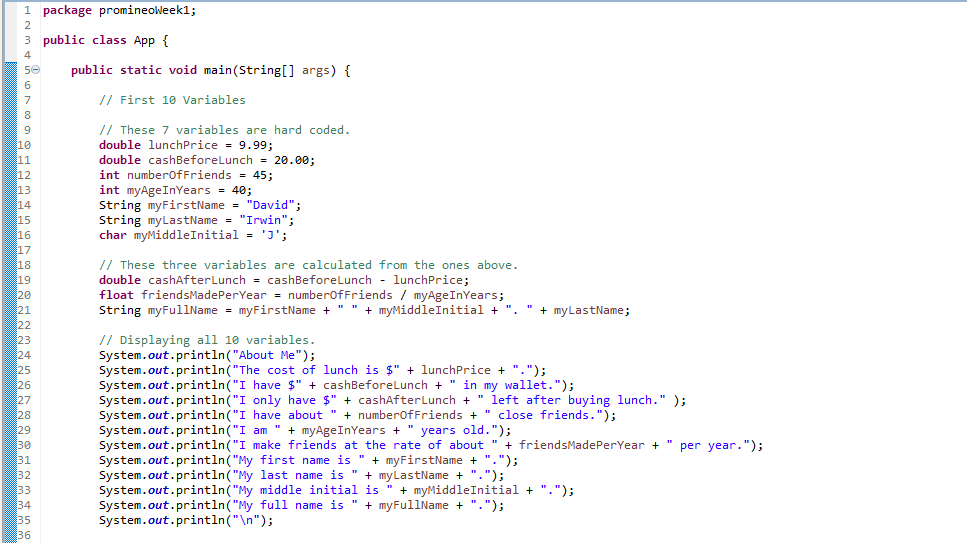 1 package promineoWeek1;
2
3 public class App {
4
5 public static void main(String[] args) {
6
7 // First 10 Variables
8
9 // These 7 variables are hard coded.
10 double lunchPrice = 9.99;
11 double cashBeforeLunch = 20.00;
12 int numberOfFriends = 45;
13 int myAgeInYears = 40;
14 String myFirstName = "David";
15 String myLastName = "Irwin";
16 char myMiddleInitial = 'J';
17
18 // These three variables are calculated from the ones above.
19 double cashAfterLunch = cashBeforeLunch - lunchPrice;
20 float friendsMadePerYear = numberOfFriends / myAgeInYears;
21 String myFullName = myFirstName + " " + myMiddleInitial + ". " + myLastName;
22
23 // Displaying all 10 variables.
24 System.out.println("About Me");
25 System.out.println("The cost of lunch is $" + lunchPrice + ".");
26 System.out.println("I have $" + cashBeforeLunch + " in my wallet.");
27 System.out.println("I only have $" + cashAfterLunch + " left after buying lunch." );
28 System.out.println("I have about " + numberOfFriends + " close friends.");
29 System.out.println("I am " + myAgeInYears + " years old.");
30 System.out.println("I make friends at the rate of about " + friendsMadePerYear + " per year.");
31 System.out.println("My first name is " + myFirstName + ".");
32 System.out.println("My last name is " + myLastName + ".");
33 System.out.println("My middle initial is " + myMiddleInitial + ".");
34 System.out.println("My full name is " + myFullName + ".");
35 System.out.println("\n");
36